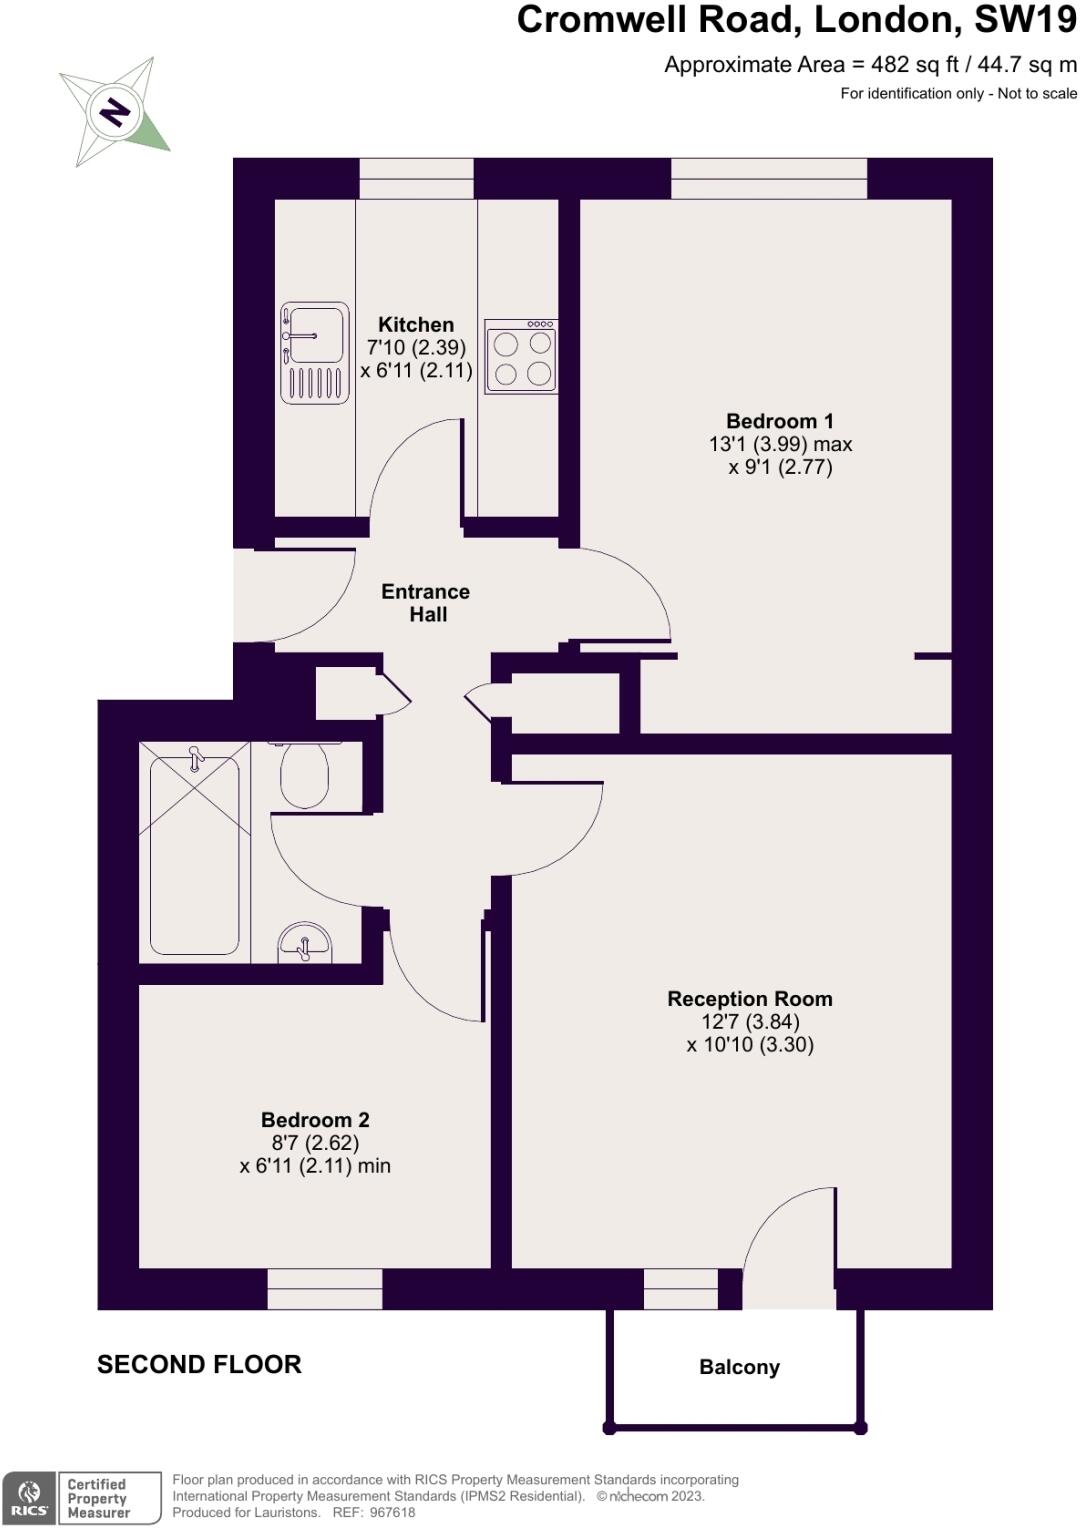 Cromwell Road, London, SW19
Approximate Area = 482 sq ft / 44.7 sq m
For identification only - Not to scale
N
Kitchen
7'10 (2.39)
x 6'11 (2.11)
Bedroom 1
13'1 (3.99) max
x 9'1 (2.77)
Entrance
Hall
Reception Room
12'7 (3.84)
x 10'10 (3.30)
Bedroom 2
8'7 (2.62)
x 6'11 (2.11) min
SECOND FLOOR
Balcony
RICS
Certified
Property
Measurer
Floor plan produced in accordance with RICS Property Measurement Standards incorporating
International Property Measurement Standards (IPMS2 Residential). © nichecom 2023.
Produced for Lauristons. REF: 967618